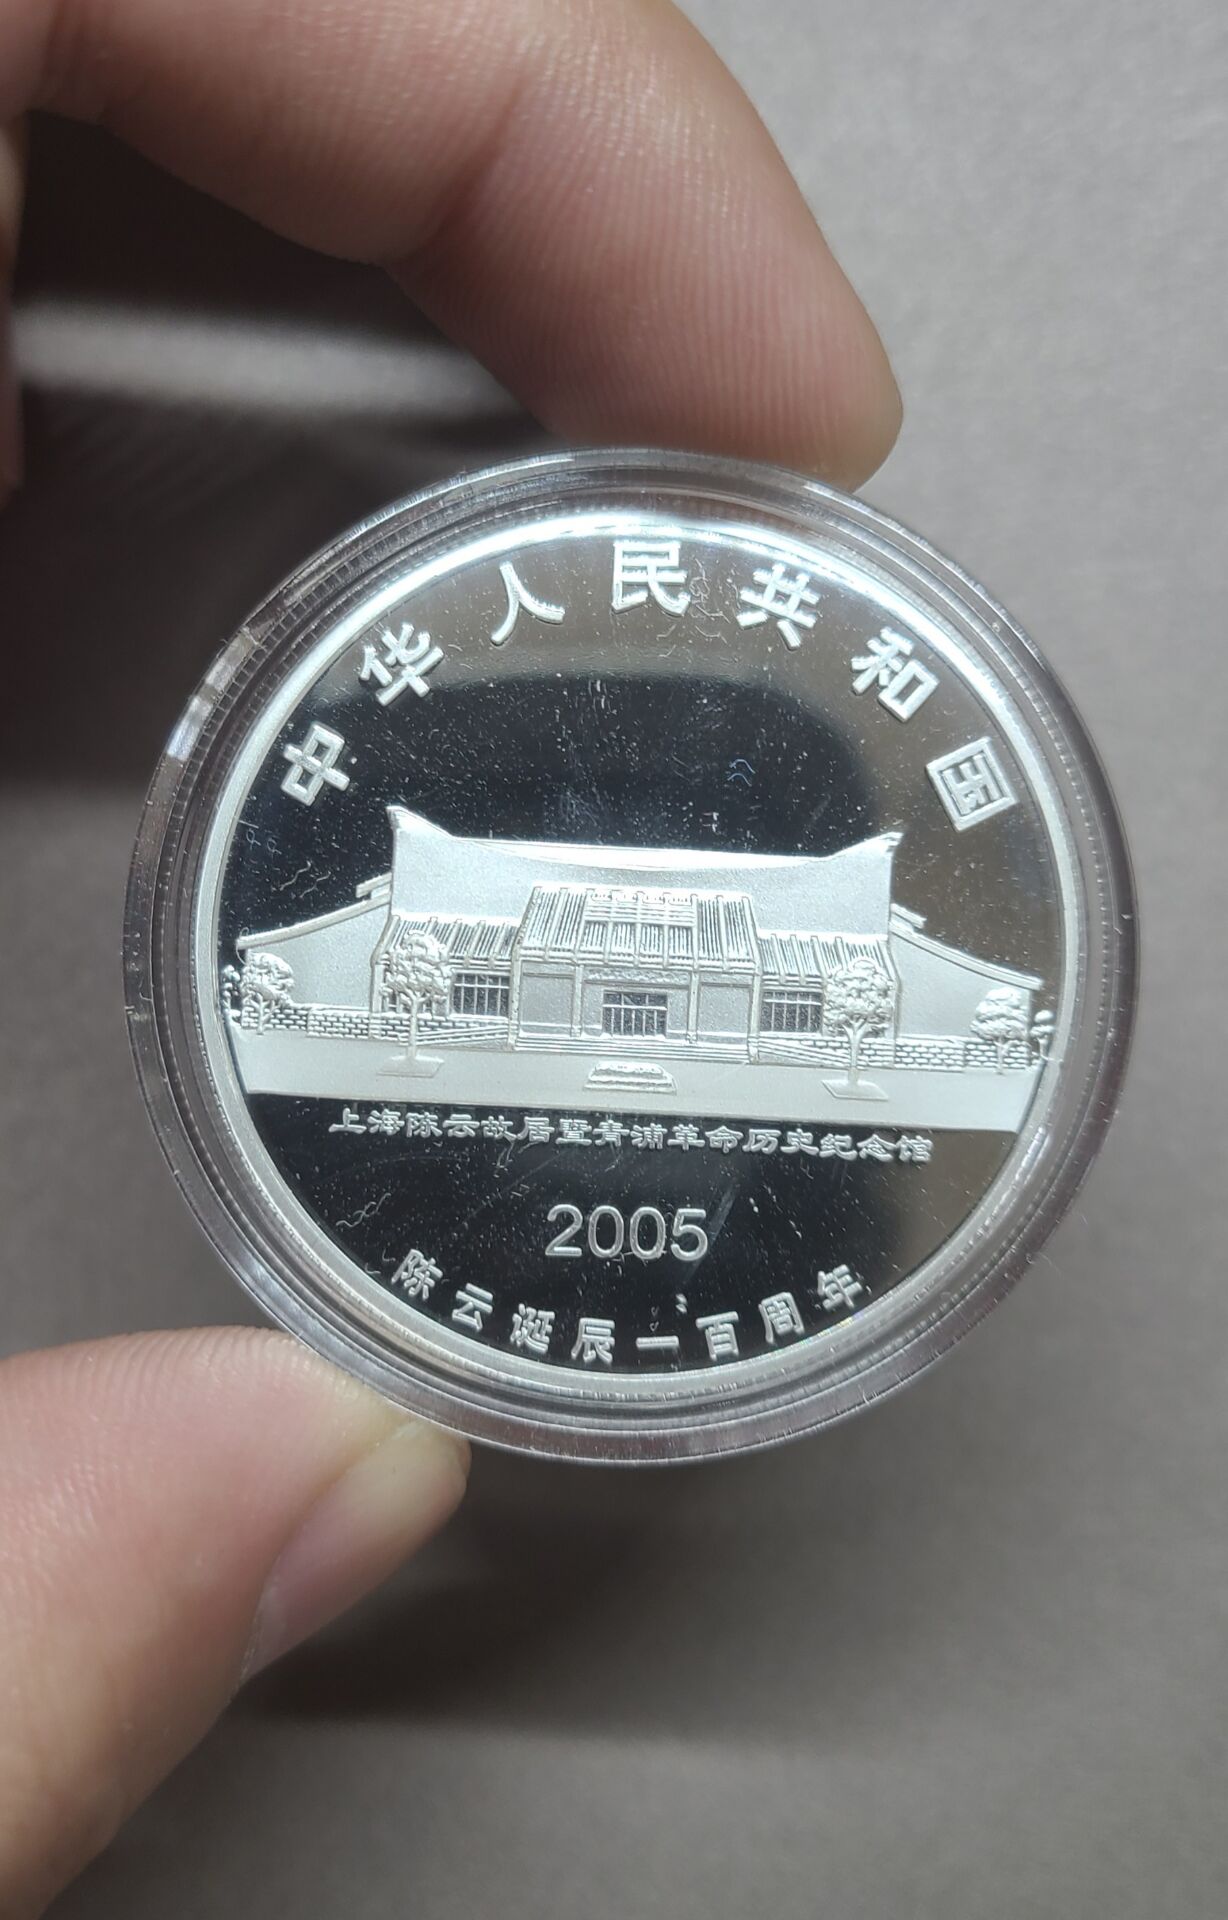 中华人民共和国
上海陈云故居暨青浦革命历史纪念馆
2005
陈云诞辰一百周年